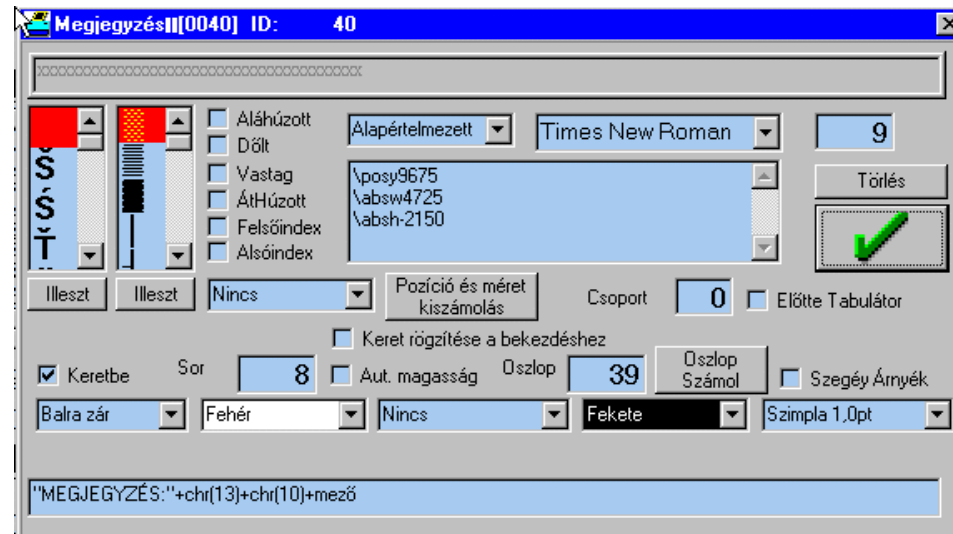 MegjegyzésII[0040] ID: 40
xxxxxxxxxxxxxxxxxxxxxxxxxxxxxxxxxxxxxxxx
Š
Ś
Ť
Aláhúzott
Dőlt
Vastag
ÁtHúzott
Felsőindex
Alsóindex
Alapértelmezett
Times New Roman
9
\posy9675
\absw4725
\absh-2150
Törlés
Illeszt
Illeszt
Nincs
Pozíció és méret
kiszámolás
Csoport
0
Előtte Tabulátor
Keret rögzítése a bekezdéshez
Keretbe
Sor
8
Aut. magasság
Oszlop
39
Oszlop
Számol
Szegéy Árnyék
Balra zár
Fehér
Nincs
Fekete
Szimpla 1,0pt
"MEGJEGYZÉS:"+chr(13)+chr(10)+mező